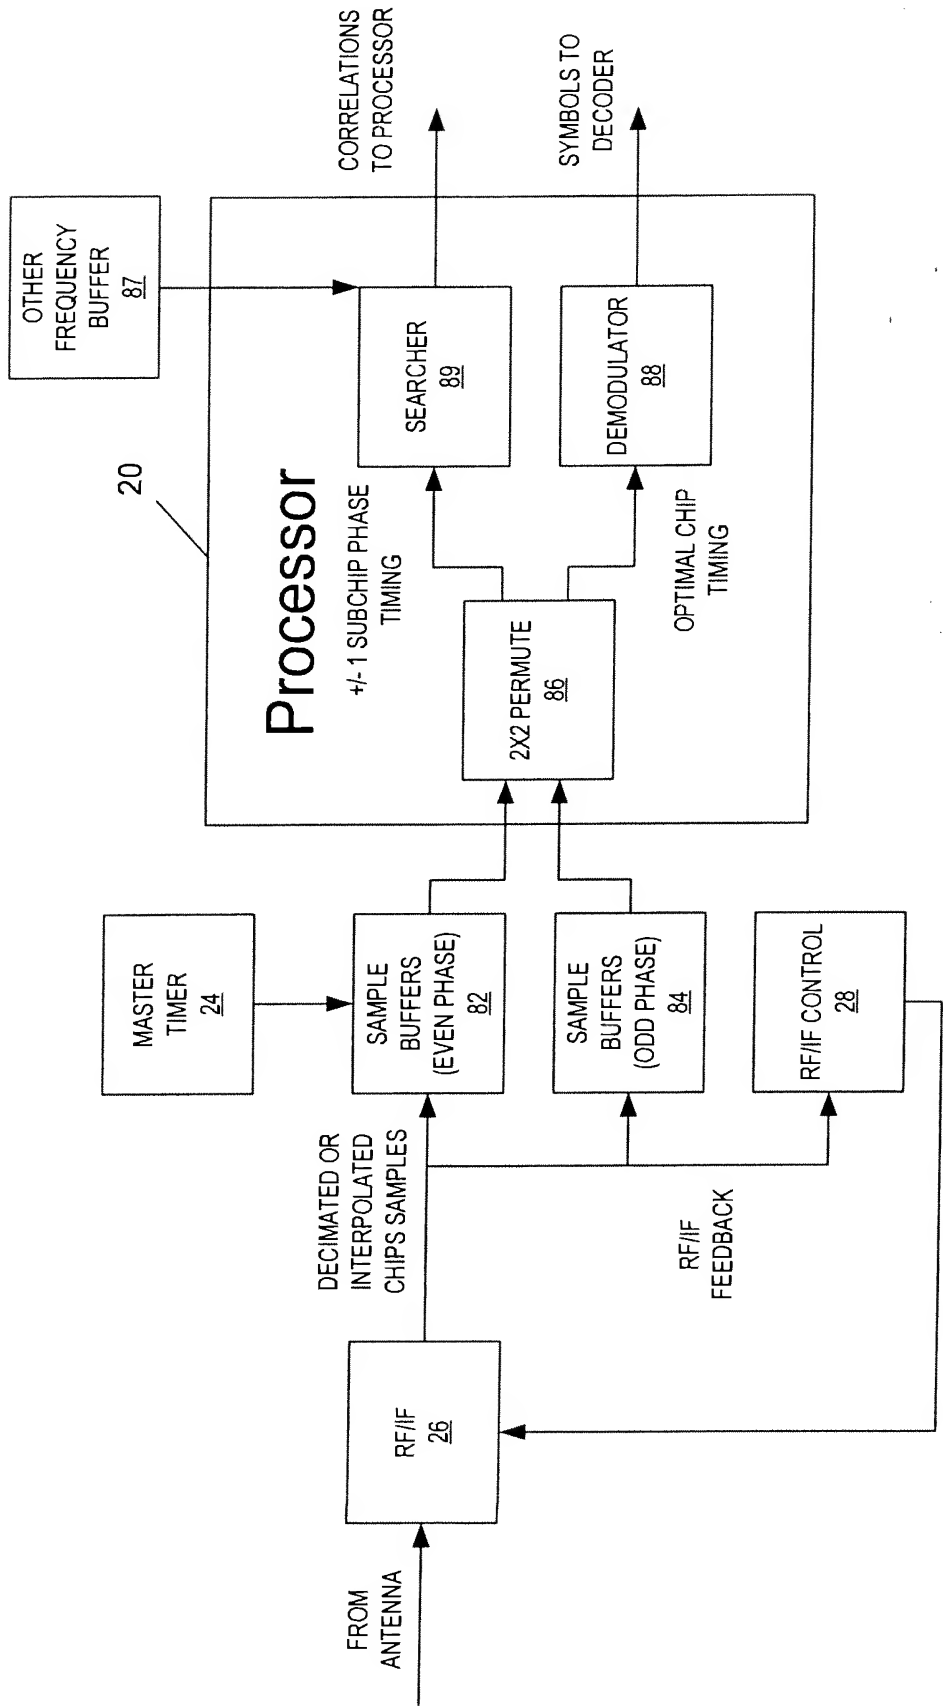 FROM
ANTENNA
RF/IF
26
DECIMATED OR
INTERPOLATED
CHIPS SAMPLES
RF/IF
FEEDBACK
MASTER
TIMER
24
SAMPLE
BUFFERS
(EVEN PHASE)
82
SAMPLE
BUFFERS
(ODD PHASE)
84
RF/IF CONTROL
28
20
Processor
+/- 1 SUBCHIP PHASE
TIMING
2X2 PERMUTE
86
OPTIMAL CHIP
TIMING
OTHER
FREQUENCY
BUFFER
87
SEARCHER
89
DEMODULATOR
88
CORRELATIONS
TO PROCESSOR
SYMBOLS TO
DECODER